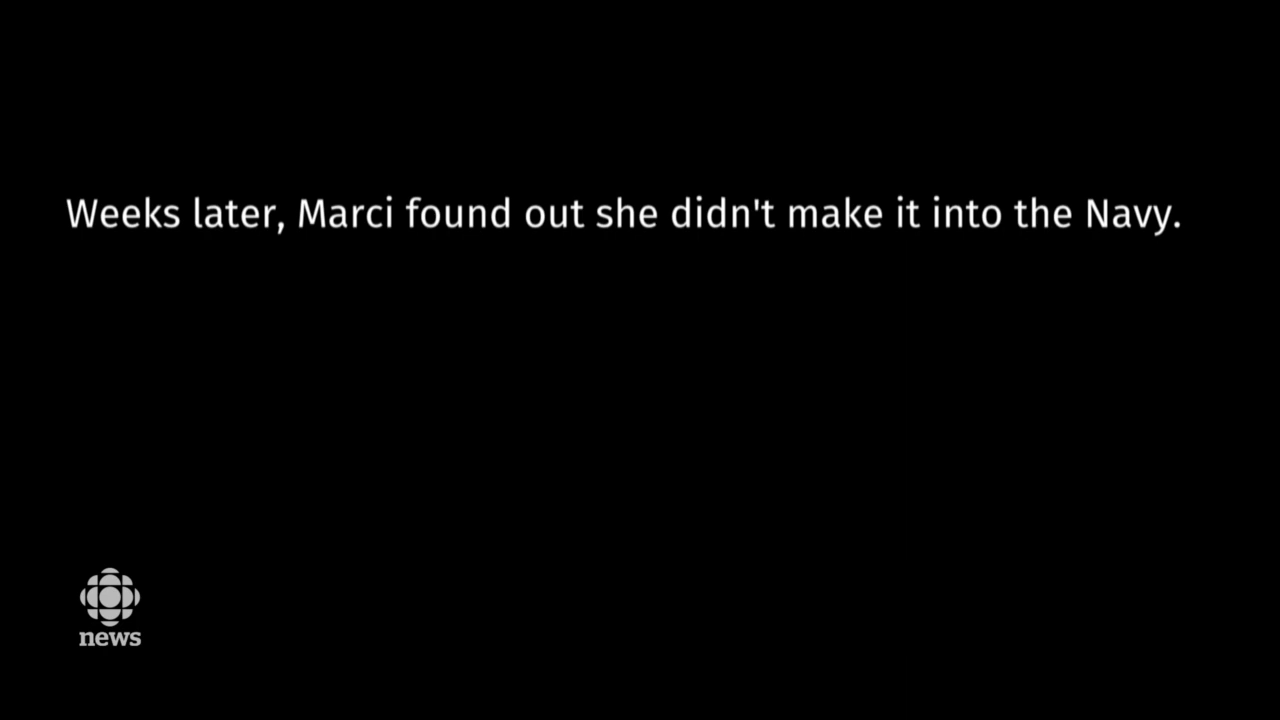 Weeks later, Marci found out she didn't make it into the Navy.
news